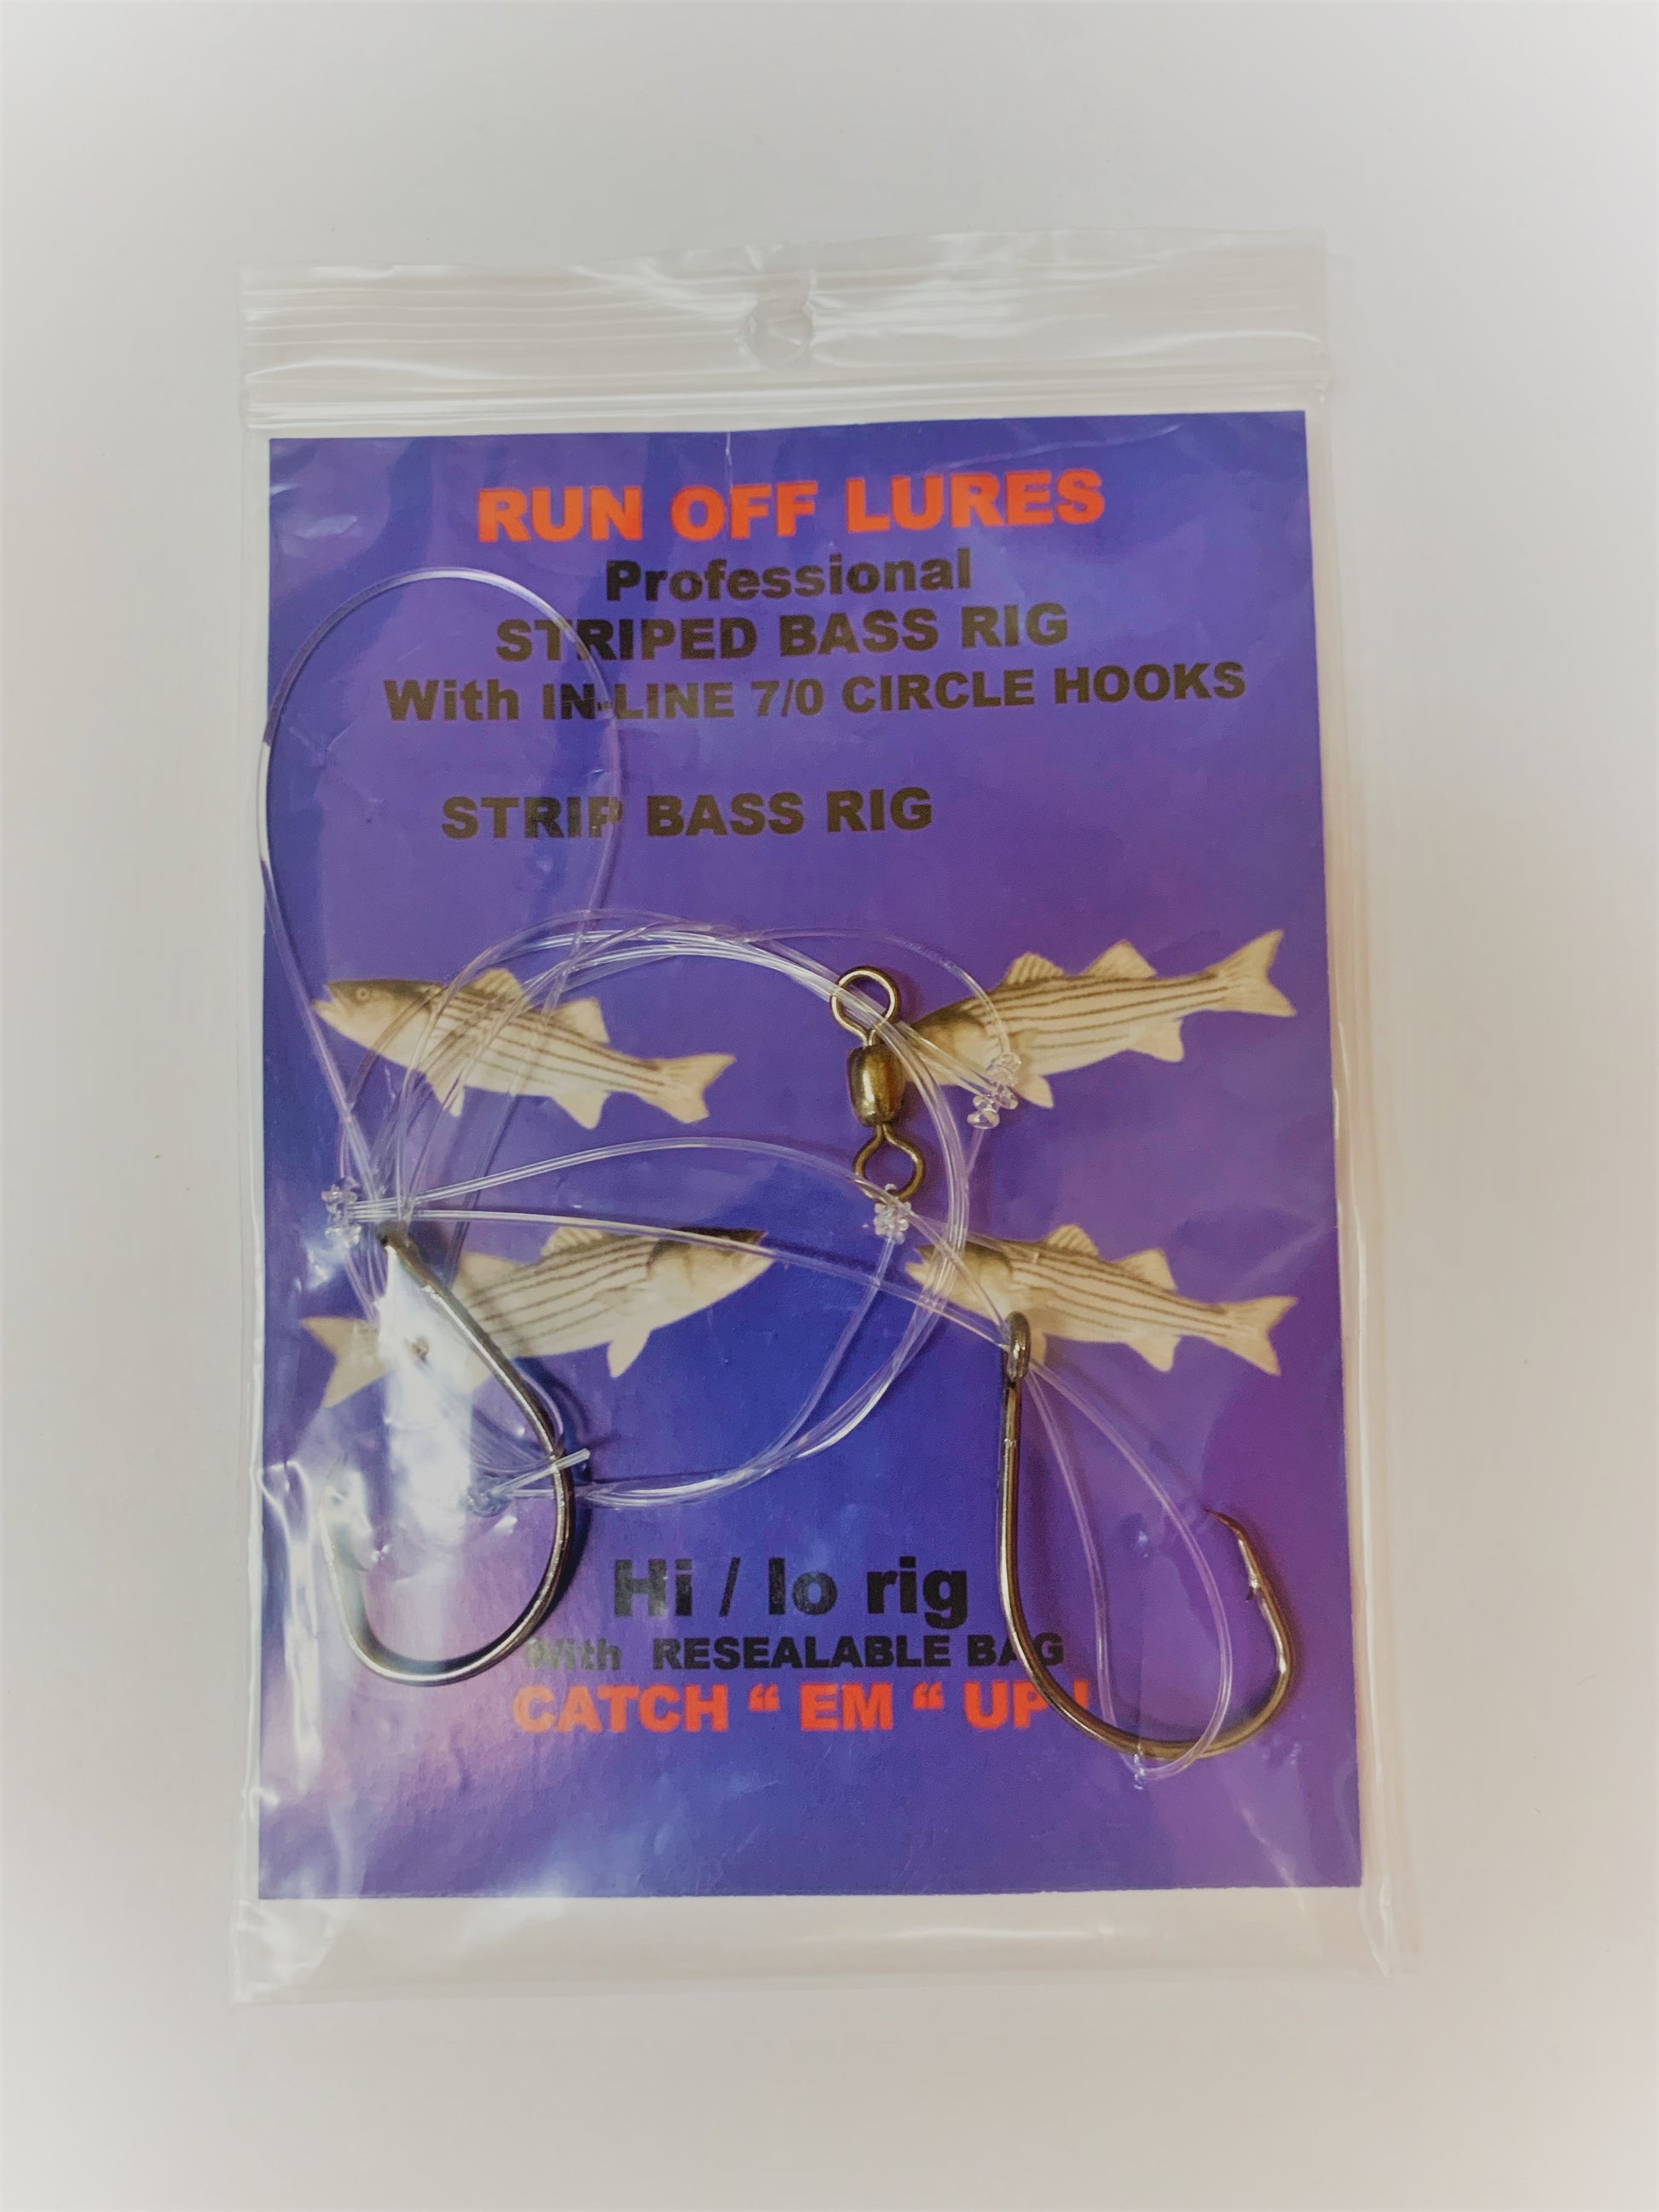 RUN OFF LURES
Professional
STRIPED BASS RIG
With IN-LINE 7/0 CIRCLE HOOKS
STRIP BASS RIG
Hi / lo rig
With RESEALABLE BAG
CATCH “ EM “ UP !